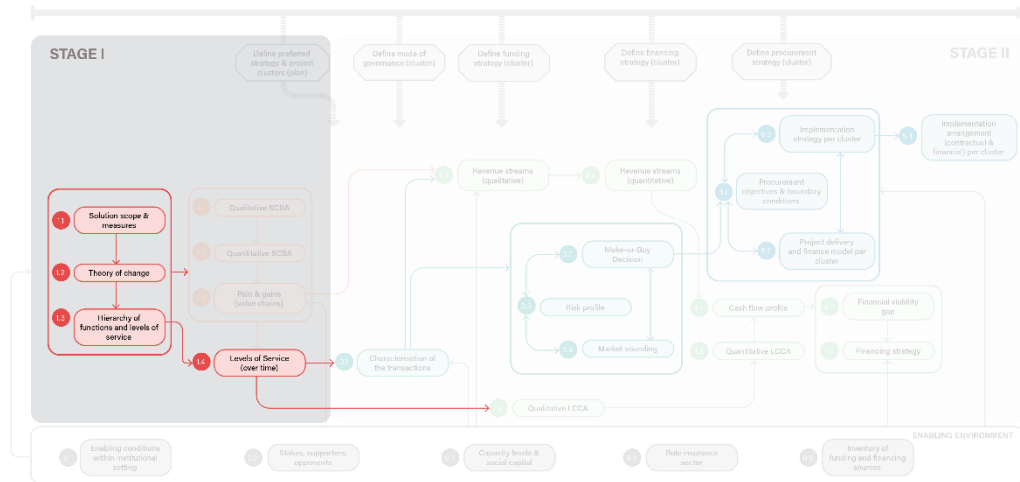 STAGE I
STAGE II
Define preferred
strategy & project
clusters (plan)
Define mode of
governance (cluster)
Define funding
strategy (cluster)
Define financing
strategy (cluster)
Define procurement
strategy (cluster)
Implementation
strategy per cluster
Implementation
arrangement
(contractual &
financial) per cluster
Revenue streams
(qualitative)
Revenue streams
(quantitative)
Procurement
objectives & boundary
conditions
Project delivery
and finance model per
cluster
1.1
Solution scope &
measures
1.2
Theory of change
1.3
Hierarchy of
functions and levels of
service
Qualitative SCBA
Quantitative SCBA
Pain & gains
(value chains)
1.4
Levels of Service
(over time)
Characterisation of
the transactions
Make-or-Guy
Decision
Risk profile
Market sounding
Cash flow profile
Quantitative LCCA
Financial viability
gap
Financing strategy
Qualitative LCCA
ENABLING ENVIRONMENT
Enabling conditions
within institutional
setting
Stakes, supporters,
opponents
Capacity levels &
social capital
Role insurance
sector
Inventory of
funding and financing
sources